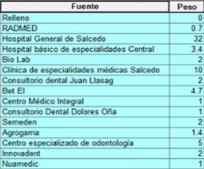 Fuente Peso
Relleno 0
RADMED 0.7
Hospital General de Salcedo 32
Hospital básico de especialidades Central 3.4
Bio Lab 2
Clínica de especialidades médicas Salcedo 10
Consultorio dental Juan Llasag 2
Bet El 4.7
Centro Médico Integral 1
Consultorio Dental Dolores Oña 1
Semeden 2
Agrogama 1.4
Centro especializado de odontología 5
Innovadent 2
Nuamedic 1